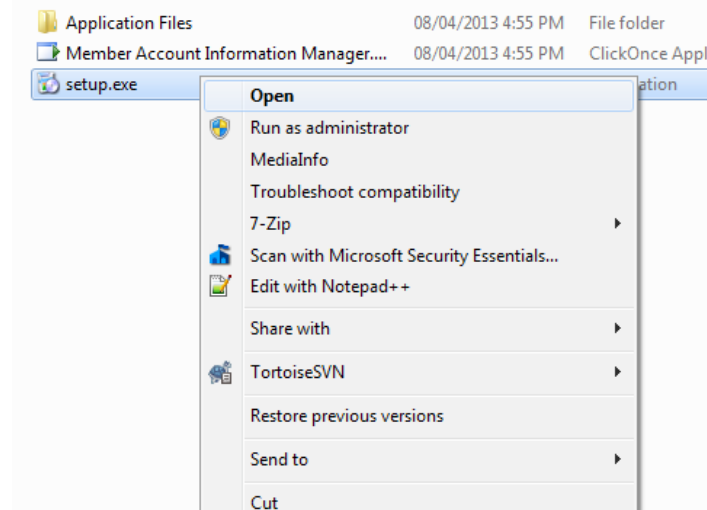 Application Files 08/04/2013 4:55 PM File folder
Member Account Information Manager.... 08/04/2013 4:55 PM ClickOnce Appl
setup.exe ation
Open
Run as administrator
MediaInfo
Troubleshoot compatibility
7-Zip
Scan with Microsoft Security Essentials...
Edit with Notepad++
Share with
TortoiseSVN
Restore previous versions
Send to
Cut